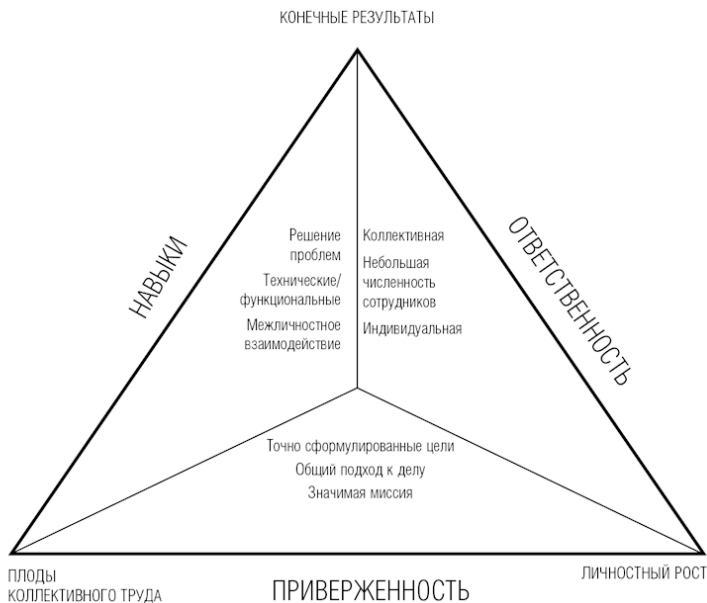 КОНЕЧНЫЕ РЕЗУЛЬТАТЫ
НАВЫКИ
ОТВЕТСТВЕННОСТЬ
Решение
проблем
Технические/
функциональные
Межличностное
взаимодействие
Коллективная
Небольшая
численность
сотрудников
Индивидуальная
Точно сформулированные цели
Общий подход к делу
Значимая миссия
ПЛОДЫ
КОЛЛЕКТИВНОГО ТРУДА
ПРИВЕРЖЕННОСТЬ
ЛИЧНОСТНЫЙ РОСТ